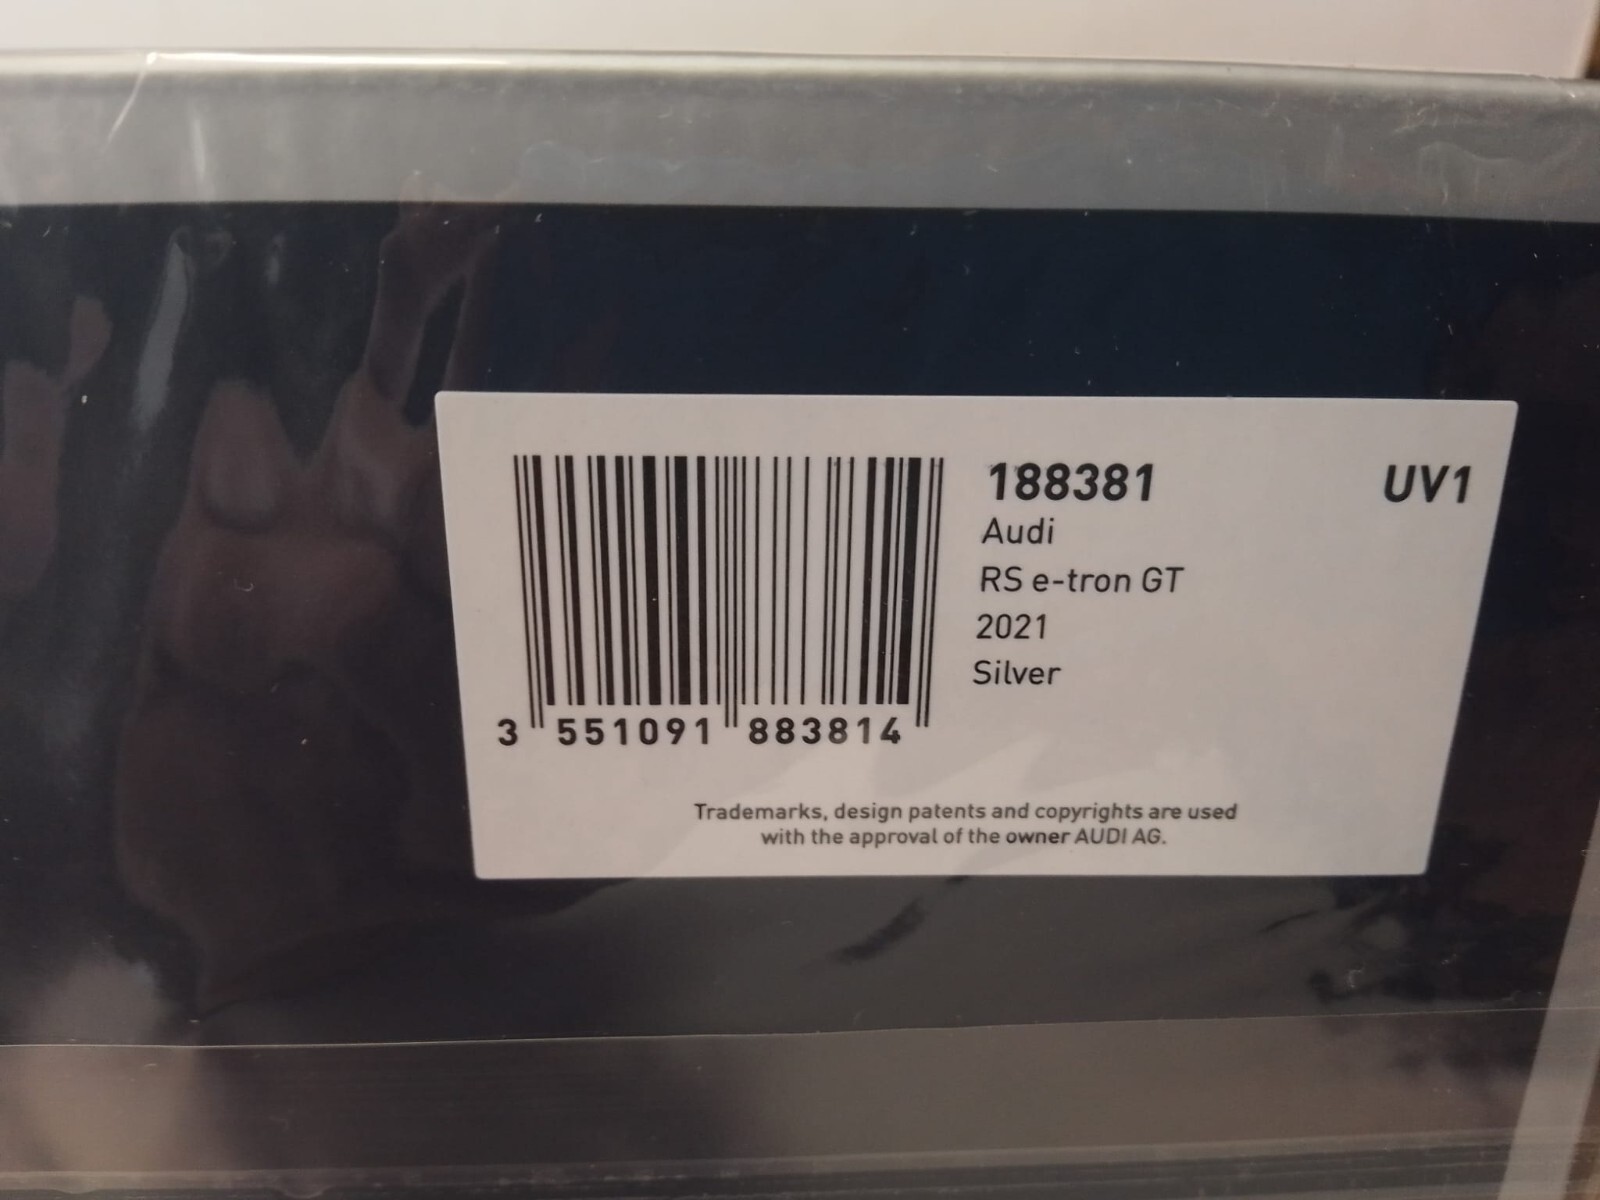 188381 UV1
Audi
RS e-tron GT
2021
Silver
3 551091 883814
Trademarks, design patents and copyrights are used
with the approval of the owner AUDI AG.